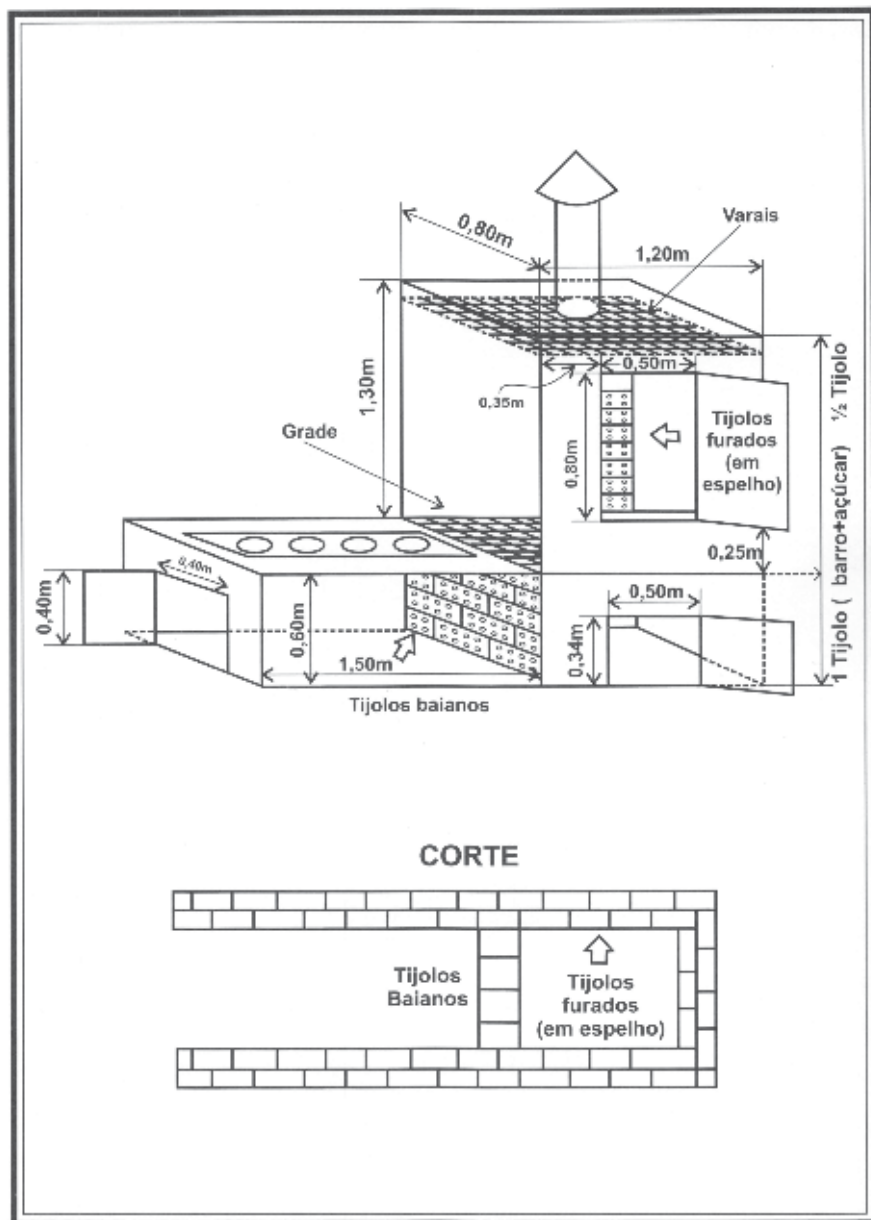 0,80m
1,20m
Varais
1,30m
0,50m
0,35m
0,80m
Tijolos
furados
(em
espelho)
Grade
0,25m
0,40m
0,40m
0,60m
1,50m
0,50m
0,34m
1 Tijolo ( barro+açúcar) ½ Tijolo
Tijolos baianos
CORTE
Tijolos
Baianos
Tijolos
furados
(em espelho)